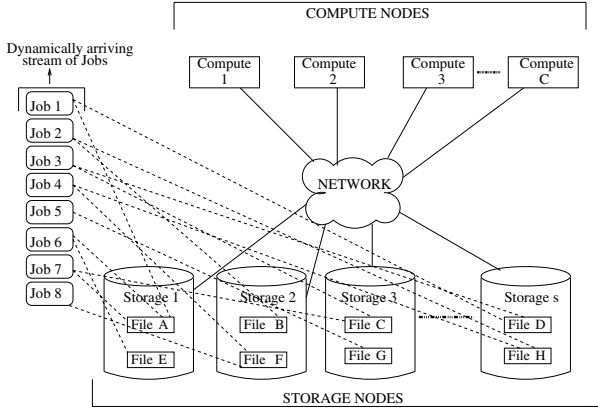 COMPUTE NODES
Dynamically arriving
stream of Jobs
Compute
1
Compute
2
Compute
3
Compute
C
Job 1
Job 2
Job 3
Job 4
Job 5
Job 6
Job 7
Job 8
NETWORK
Storage 1
Storage 2
Storage 3
Storage s
File A
File B
File C
File D
File E
File F
File G
File H
STORAGE NODES